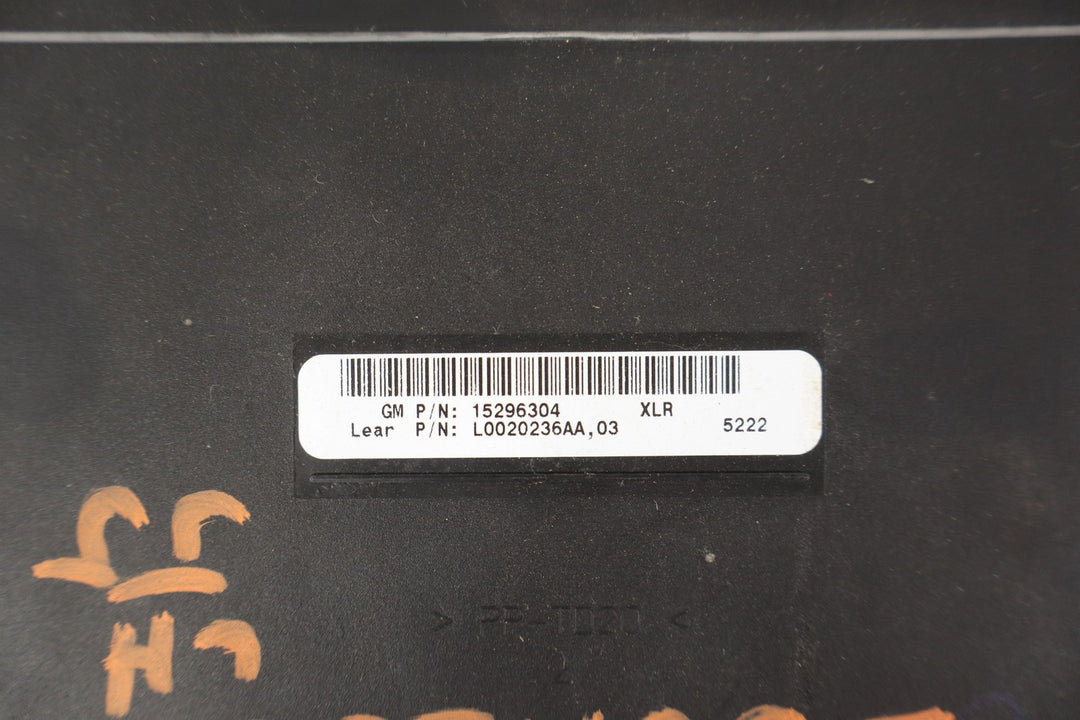 GM P/N: 15296304 XLR
Lear P/N: L0020236AA,03 5222
> PP-TD20 <